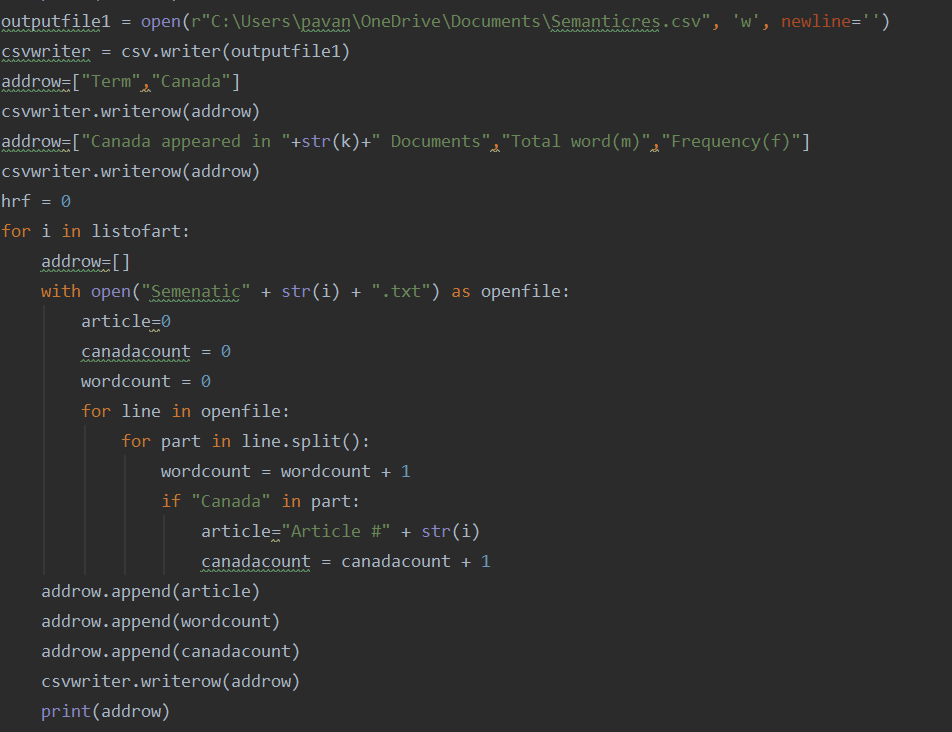 outputfile1 = open(r"C:\Users\pavan\OneDrive\Documents\Semanticres.csv", 'w', newline='')
csvwriter = csv.writer(outputfile1)
addrow=["Term","Canada"]
csvwriter.writerow(addrow)
addrow=["Canada appeared in "+str(k)+" Documents","Total word(m)","Frequency(f)"]
csvwriter.writerow(addrow)
hrf = 0
for i in listofart:
    addrow=[]
    with open("Semenatic" + str(i) + ".txt") as openfile:
        article=0
        canadacount = 0
        wordcount = 0
        for line in openfile:
            for part in line.split():
                wordcount = wordcount + 1
                if "Canada" in part:
                    article="Article #" + str(i)
                    canadacount = canadacount + 1
    addrow.append(article)
    addrow.append(wordcount)
    addrow.append(canadacount)
    csvwriter.writerow(addrow)
    print(addrow)